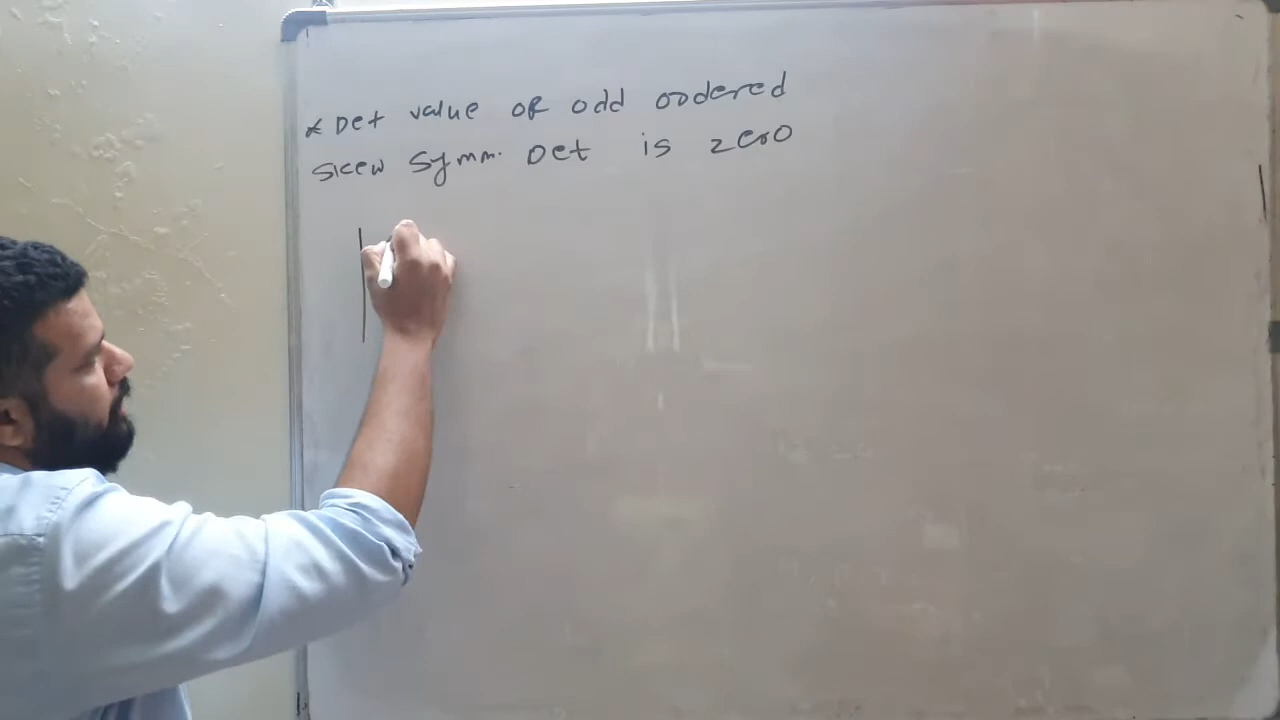 * Det value of odd ordered
skew symm. Det is zero